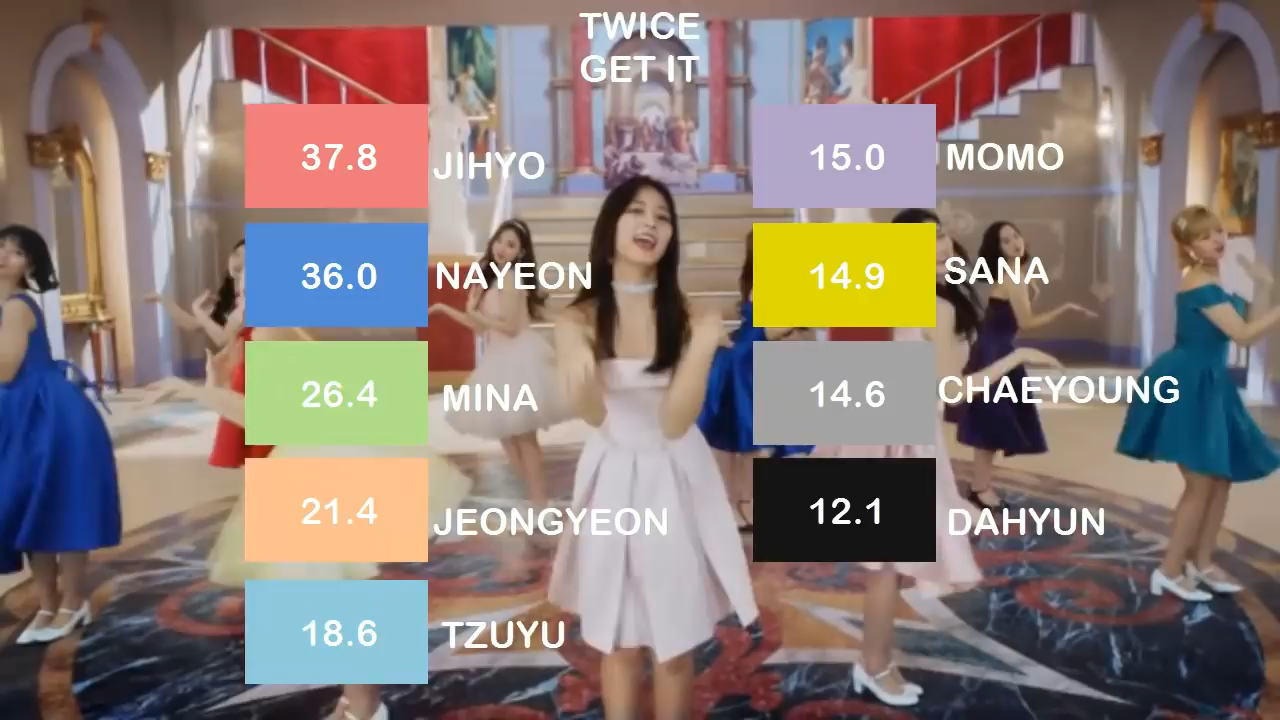 TWICE
GET IT
37.8 JIHYO
36.0 NAYEON
26.4 MINA
21.4 JEONGYEON
18.6 TZUYU
15.0 MOMO
14.9 SANA
14.6 CHAEYOUNG
12.1 DAHYUN